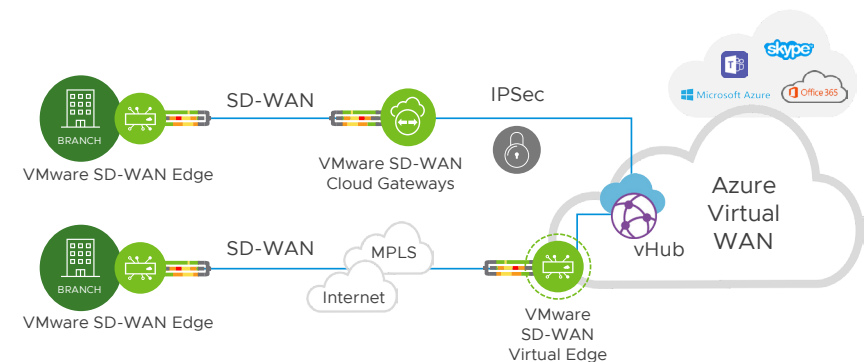 skype
T
Microsoft Azure
Office 365
SD-WAN
IPSec
BRANCH
VMware SD-WAN Edge
VMware SD-WAN
Cloud Gateways
Azure
Virtual
WAN
vHub
SD-WAN
MPLS
Internet
BRANCH
VMware SD-WAN Edge
VMware
SD-WAN
Virtual Edge